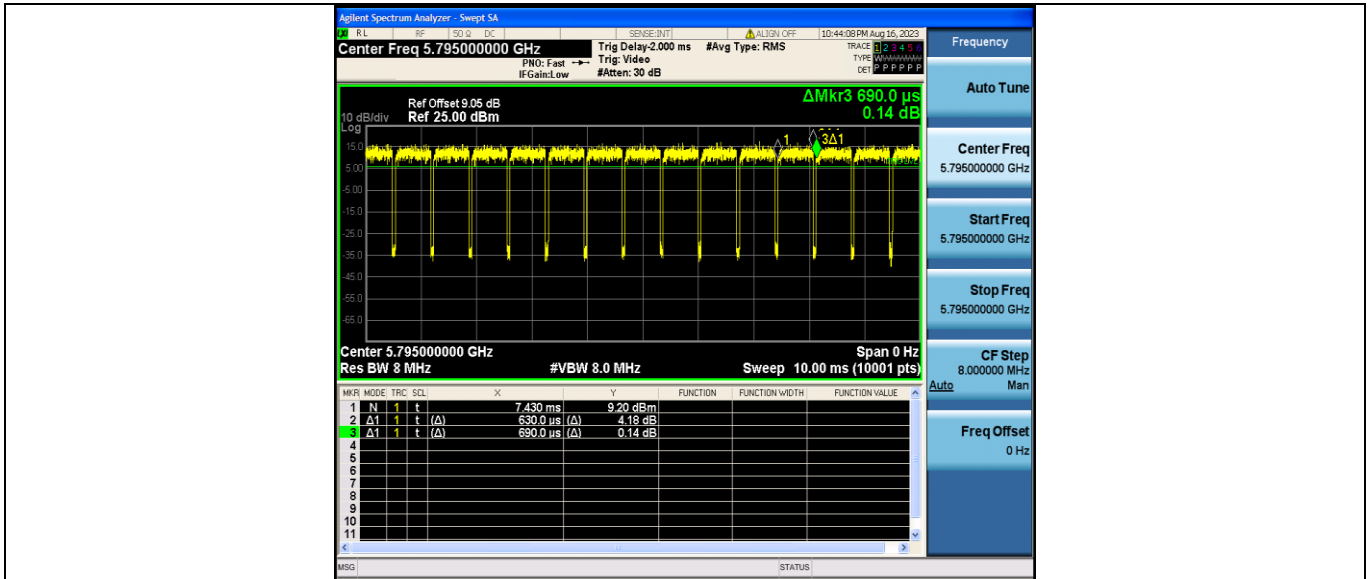 Agilent Spectrum Analyzer - Swept SA
LXI RL RF 50 Ω DC SENSE:INT ALIGN OFF 10:44:08 PM Aug 16, 2023
Center Freq 5.795000000 GHz
Trig Delay-2.000 ms #Avg Type: RMS
TRACE 1 2 3 4 5 6
PNO: Fast Trig: Video
TYPE
IFGain:Low #Atten: 30 dB
DET P P P P P P
Frequency
Auto Tune
ΔMkr3 690.0 µs
0.14 dB
Ref Offset 9.05 dB
10 dB/div Ref 25.00 dBm
Log
15.0
5.00
-5.00
-15.0
-25.0
-35.0
-45.0
-55.0
-65.0
1
3Δ1
Center 5.795000000 GHz Span 0 Hz
Res BW 8 MHz #VBW 8.0 MHz Sweep 10.00 ms (10001 pts)
Center Freq
5.795000000 GHz
Start Freq
5.795000000 GHz
Stop Freq
5.795000000 GHz
CF Step
8.000000 MHz
Auto Man
Freq Offset
0 Hz
MKR MODE TRC SCL X Y FUNCTION FUNCTION WIDTH FUNCTION VALUE
1 N 1 t 7.430 ms 9.20 dBm
2 Δ1 1 t (Δ) 630.0 µs (Δ) 4.18 dB
3 Δ1 1 t (Δ) 690.0 µs (Δ) 0.14 dB
4
5
6
7
8
9
10
11
MSG STATUS